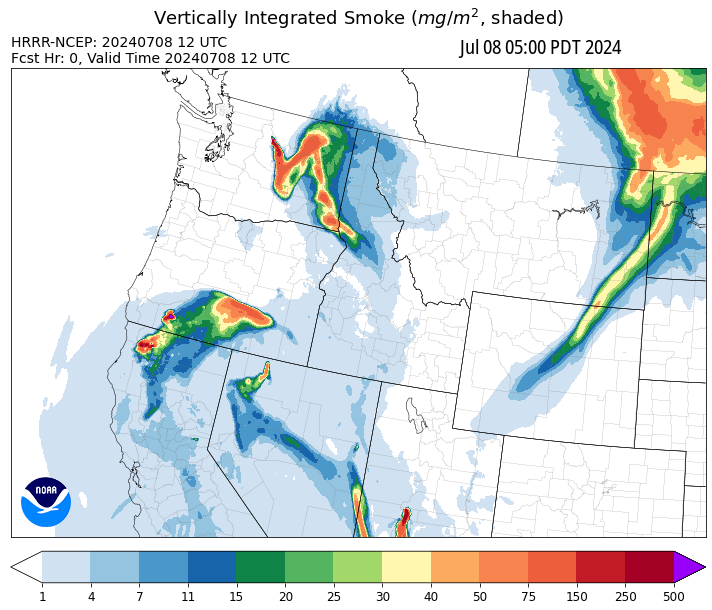 Vertically Integrated Smoke (mg/m², shaded)
HRRR-NCEP: 20240708 12 UTC
Jul 08 05:00 PDT 2024
Fcst Hr: 0, Valid Time 20240708 12 UTC
NOAA
1 4 7 11 15 20 25 30 40 50 75 150 250 500